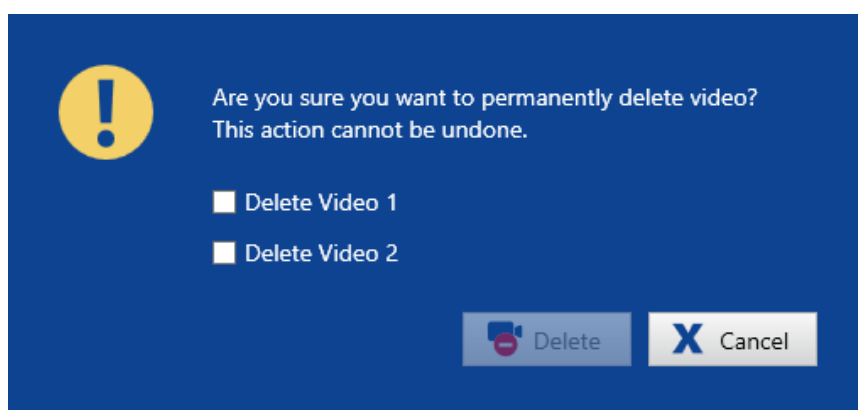 Are you sure you want to permanently delete video?
This action cannot be undone.
Delete Video 1
Delete Video 2
Delete
X Cancel